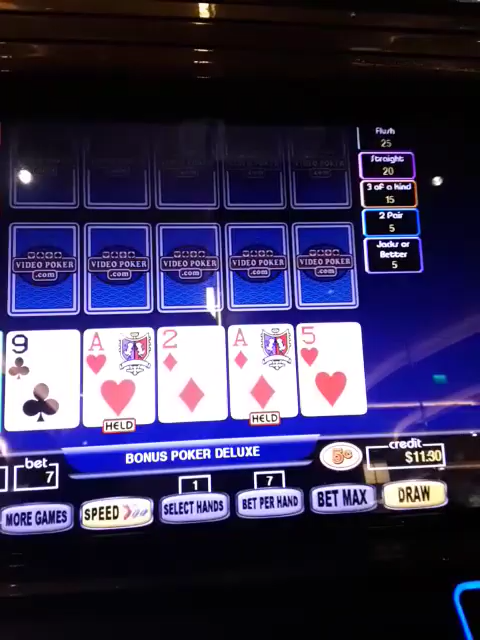 Flush
25
Straight
20
3 of a kind
15
2 Pair
5
Jacks or
Better
5
VIDEO POKER
.com
VIDEO POKER
.com
VIDEO POKER
.com
VIDEO POKER
.com
VIDEO POKER
.com
9
A
2
A
5
HELD
HELD
BONUS POKER DELUXE
bet
7
5¢
credit
$11.30
1
7
MORE GAMES
SPEED
SELECT HANDS
BET PER HAND
BET MAX
DRAW